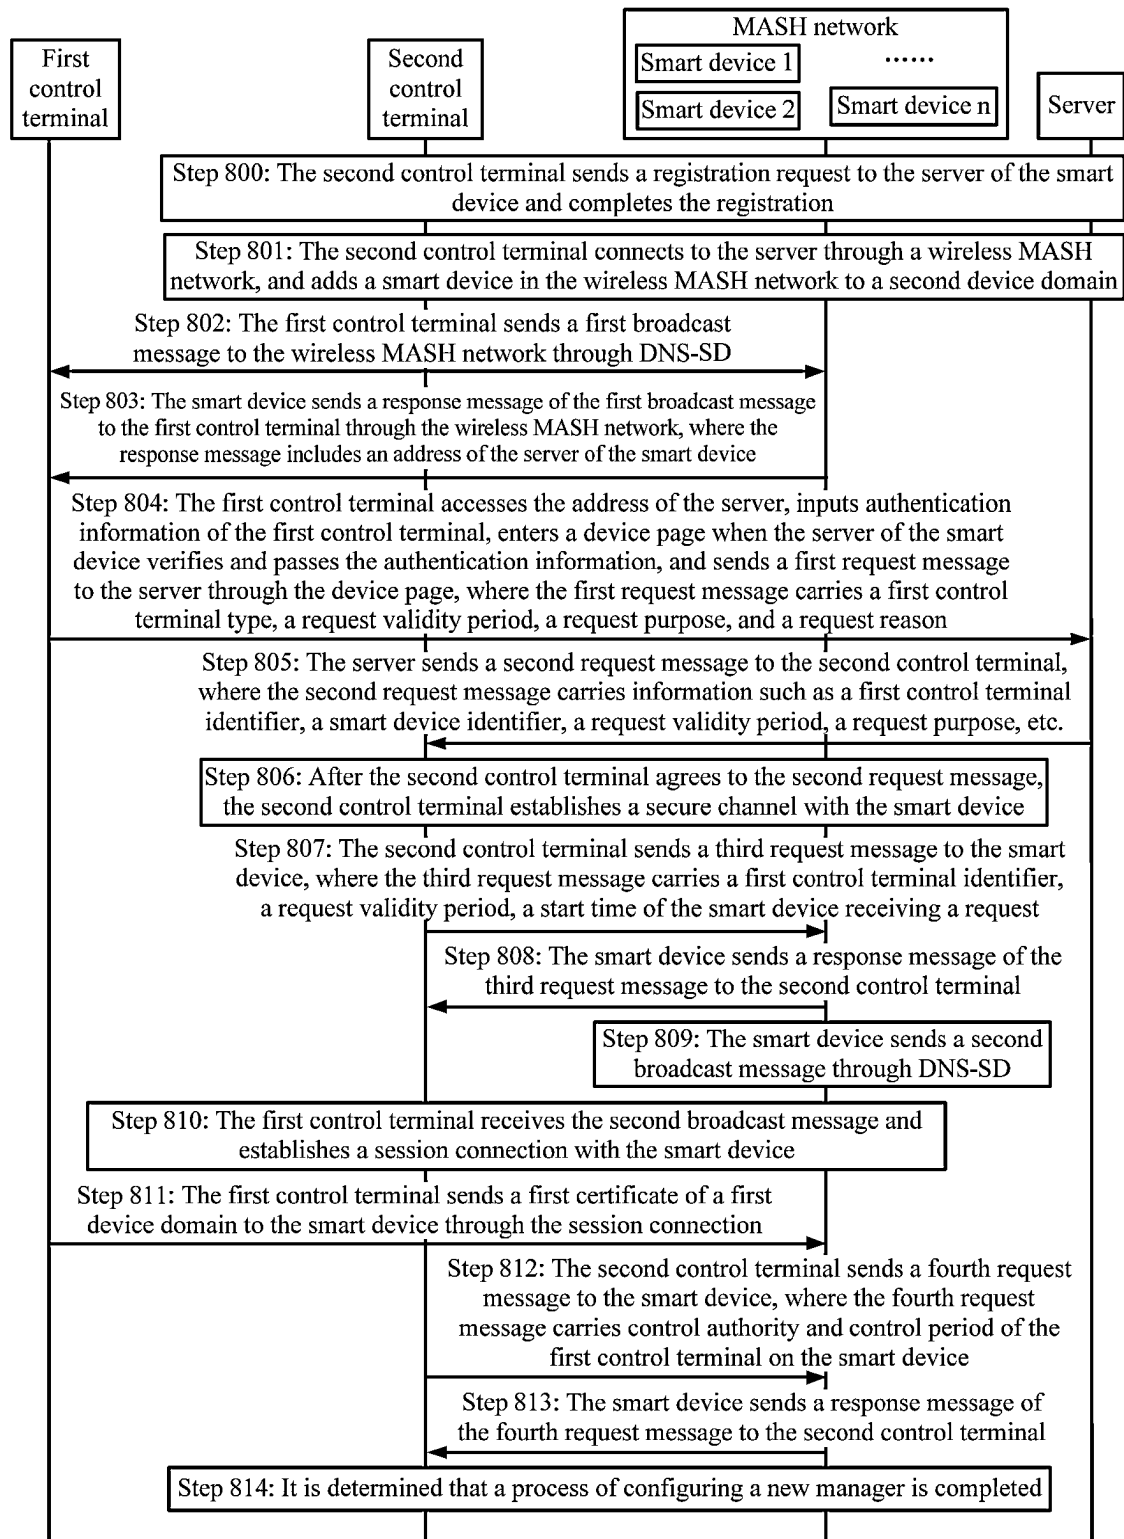 First
control
terminal
Second
control
terminal
MASH network
Smart device 1
......
Smart device 2
Smart device n
Server
Step 800: The second control terminal sends a registration request to the server of the smart
device and completes the registration
Step 801: The second control terminal connects to the server through a wireless MASH
network, and adds a smart device in the wireless MASH network to a second device domain
Step 802: The first control terminal sends a first broadcast
message to the wireless MASH network through DNS-SD
Step 803: The smart device sends a response message of the first broadcast message
to the first control terminal through the wireless MASH network, where the
response message includes an address of the server of the smart device
Step 804: The first control terminal accesses the address of the server, inputs authentication
information of the first control terminal, enters a device page when the server of the smart
device verifies and passes the authentication information, and sends a first request message
to the server through the device page, where the first request message carries a first control
terminal type, a request validity period, a request purpose, and a request reason
Step 805: The server sends a second request message to the second control terminal,
where the second request message carries information such as a first control terminal
identifier, a smart device identifier, a request validity period, a request purpose, etc.
Step 806: After the second control terminal agrees to the second request message,
the second control terminal establishes a secure channel with the smart device
Step 807: The second control terminal sends a third request message to the smart
device, where the third request message carries a first control terminal identifier,
a request validity period, a start time of the smart device receiving a request
Step 808: The smart device sends a response message of the
third request message to the second control terminal
Step 809: The smart device sends a second
broadcast message through DNS-SD
Step 810: The first control terminal receives the second broadcast message and
establishes a session connection with the smart device
Step 811: The first control terminal sends a first certificate of a first
device domain to the smart device through the session connection
Step 812: The second control terminal sends a fourth request
message to the smart device, where the fourth request
message carries control authority and control period of the
first control terminal on the smart device
Step 813: The smart device sends a response message of
the fourth request message to the second control terminal
Step 814: It is determined that a process of configuring a new manager is completed